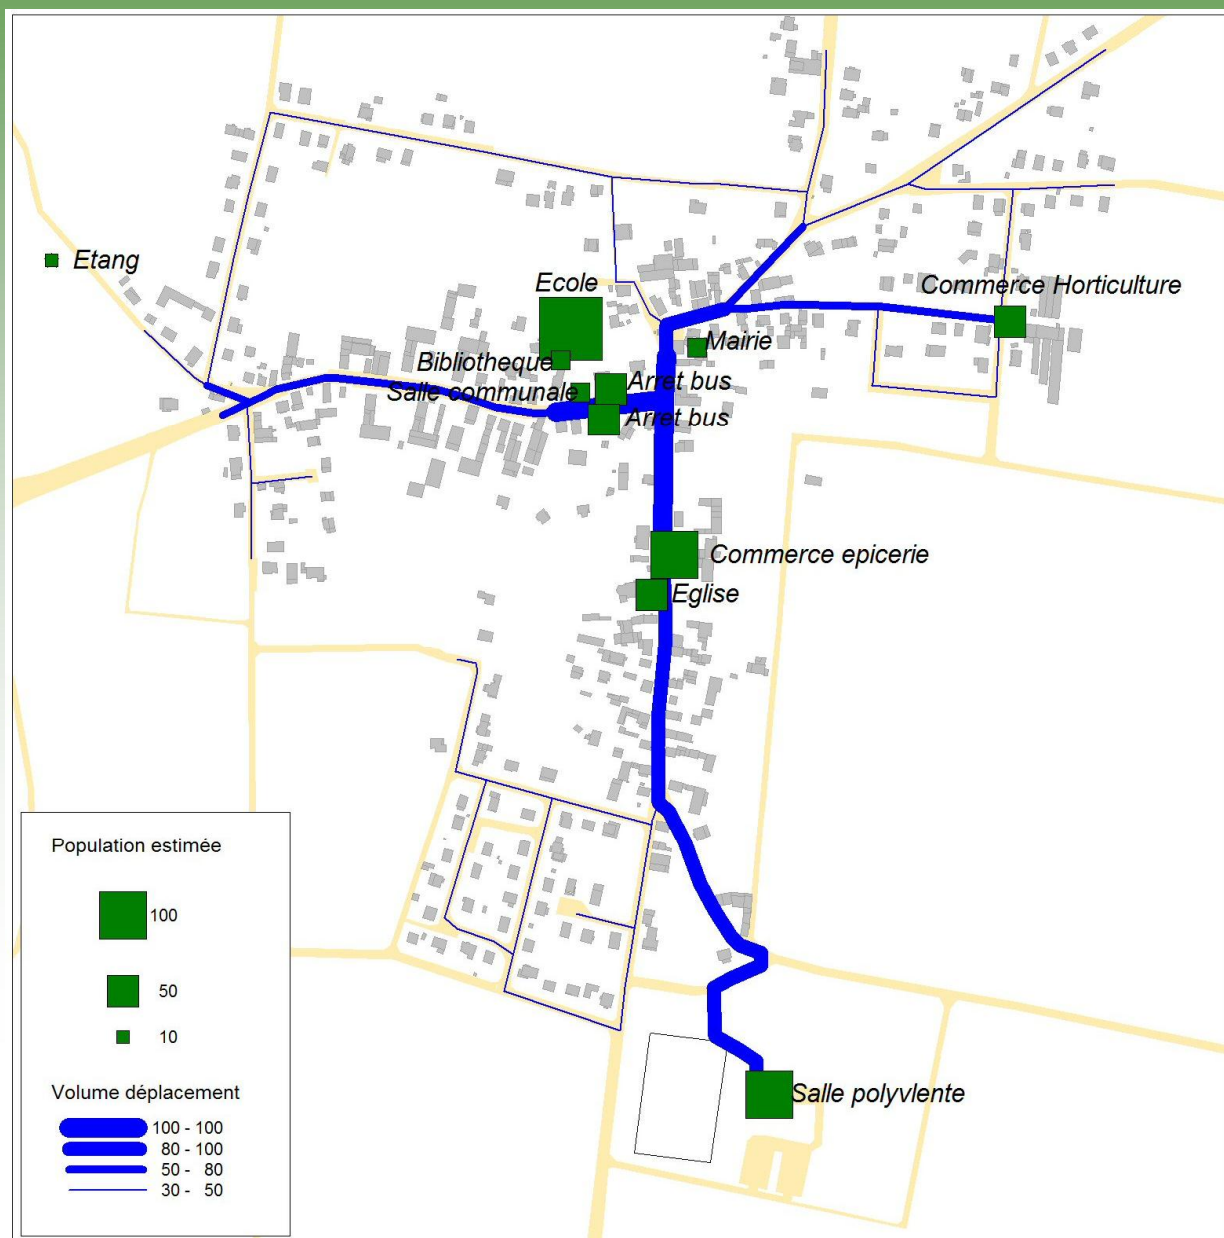 Etang
Ecole
Commerce Horticulture
Mairie
Bibliotheque
Arret bus
Salle communale
Arret bus
Commerce epicerie
Eglise
Salle polyvlente
Population estimée
100
50
10
Volume déplacement
100 - 100
80 - 100
50 - 80
30 - 50